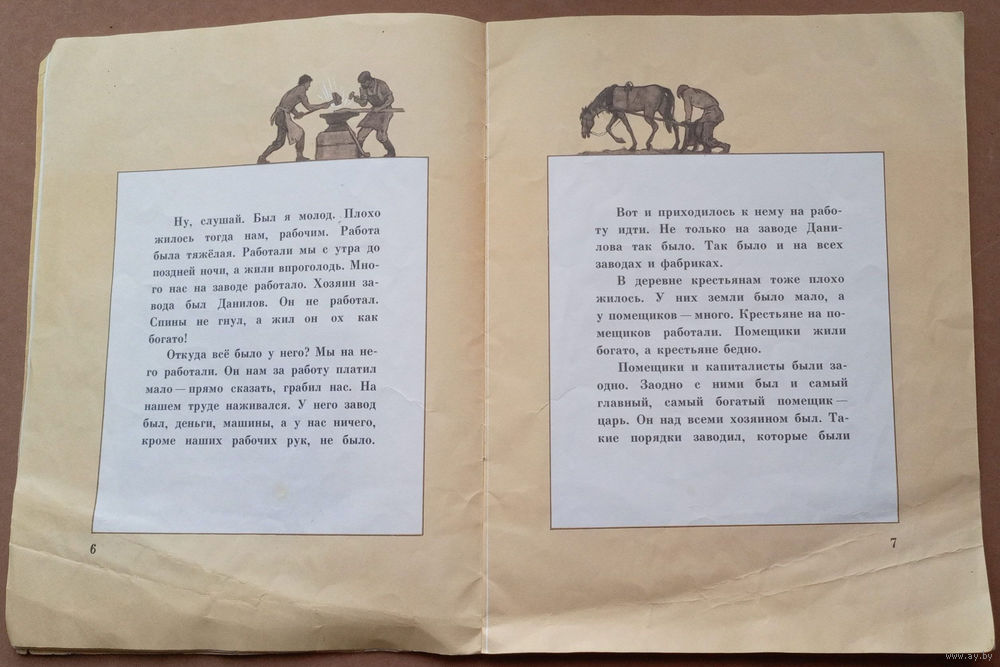 Ну, слушай. Был я молод. Плохо
жилось тогда нам, рабочим. Работа
была тяжёлая. Работали мы с утра до
поздней ночи, а жили впроголодь. Мно-
го нас на заводе работало. Хозяин за-
вода был Данилов. Он не работал.
Спины не гнул, а жил он ох как
богато!
Откуда всё было у него? Мы на не-
го работали. Он нам за работу платил
мало — прямо сказать, грабил нас. На
нашем труде наживался. У него завод
был, деньги, машины, а у нас ничего,
кроме наших рабочих рук, не было.
6
Вот и приходилось к нему на рабо-
ту идти. Не только на заводе Дани-
лова так было. Так было и на всех
заводах и фабриках.
В деревне крестьянам тоже плохо
жилось. У них земли было мало, а
у помещиков — много. Крестьяне на по-
мещиков работали. Помещики жили
богато, а крестьяне бедно.
Помещики и капиталисты были за-
одно. Заодно с ними был и самый
главный, самый богатый помещик —
царь. Он над всеми хозяином был. Та-
кие порядки заводил, которые были
7
www.ay.by